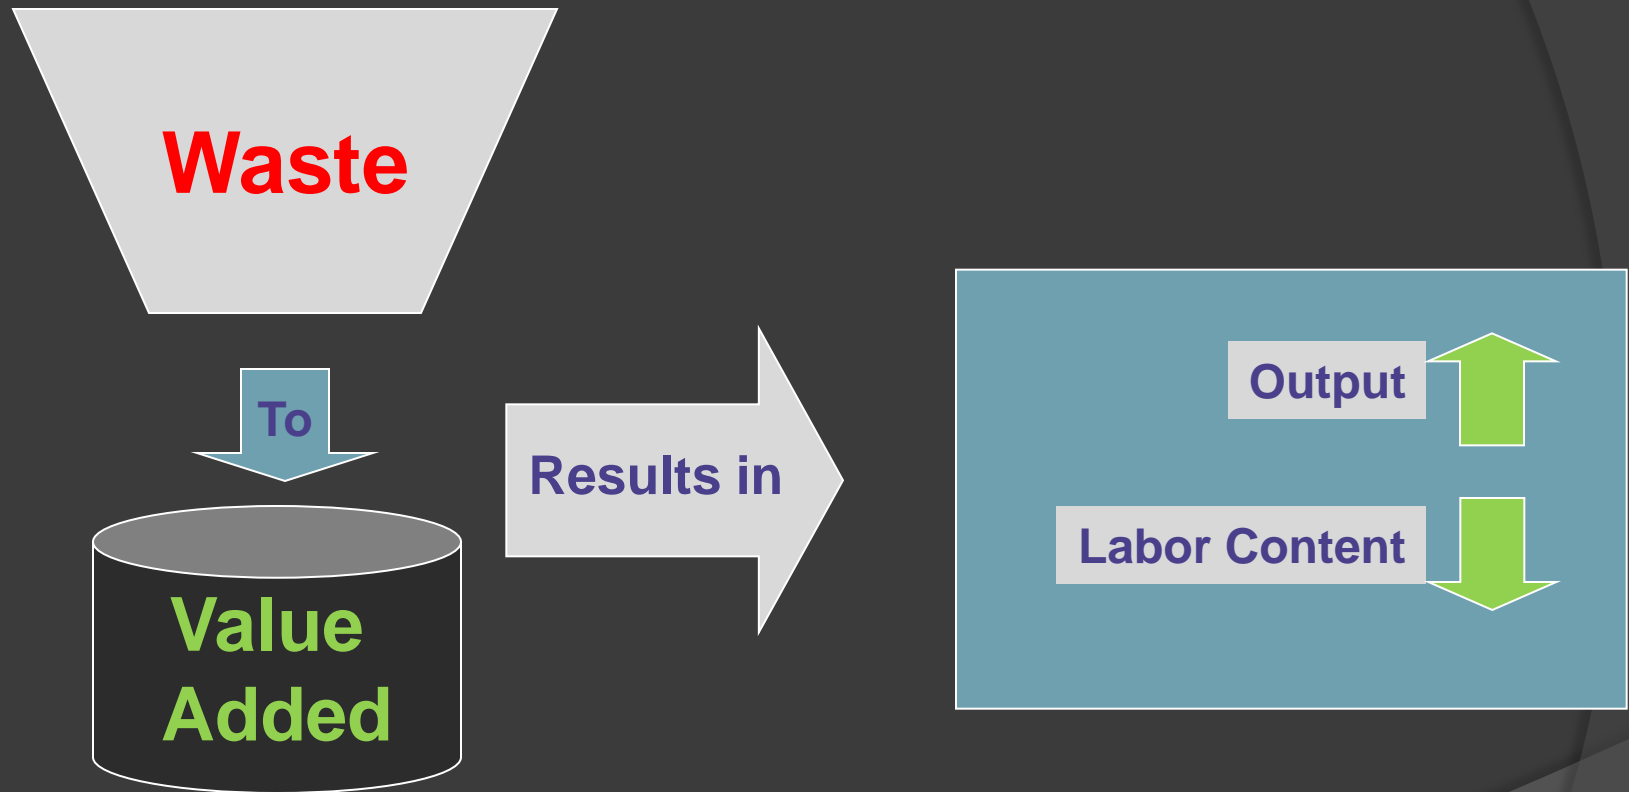 Waste
To
Value
Added
Results in
Output
Labor Content